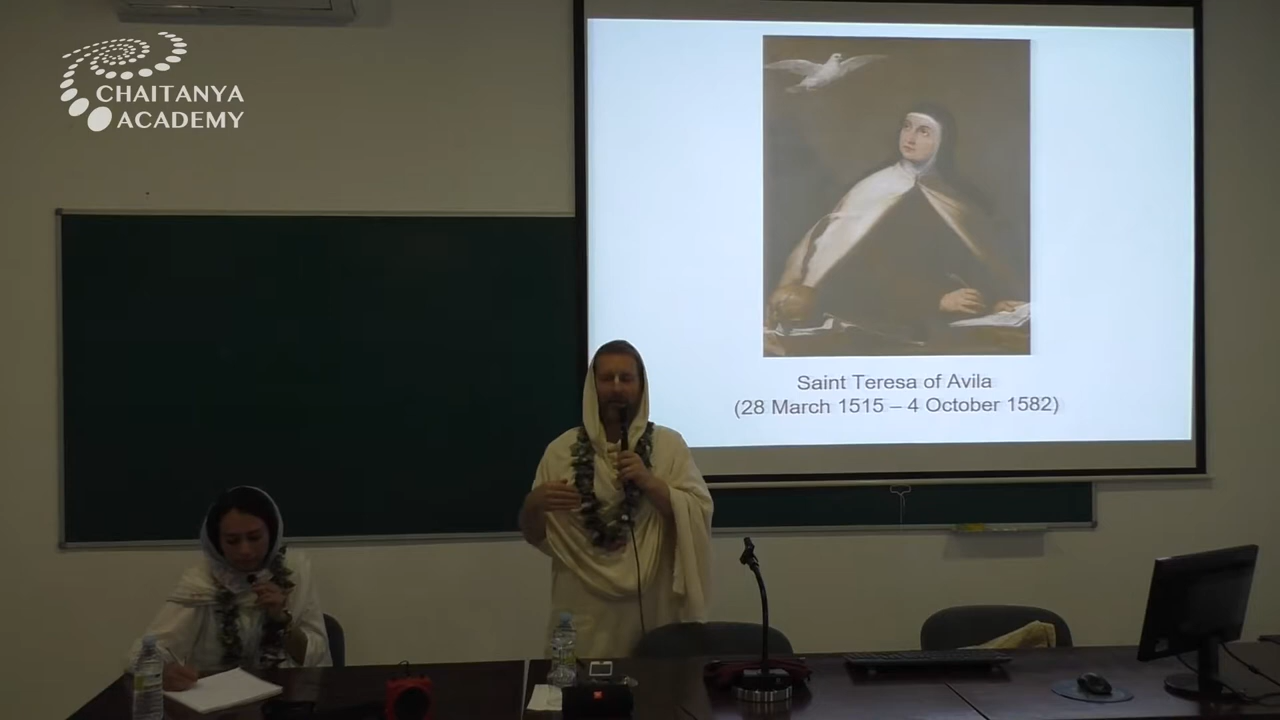 CHAITANYA
ACADEMY
Saint Teresa of Avila
(28 March 1515 – 4 October 1582)